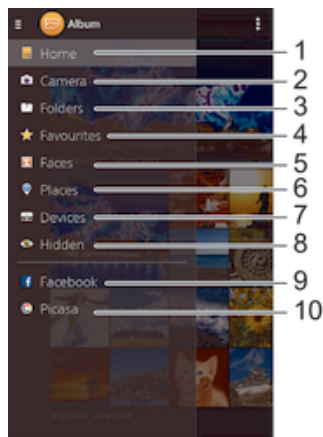 Album
Home 1
Camera 2
Folders 3
Favourites 4
Faces 5
Places 6
Devices 7
Hidden 8
Facebook 9
Picasa 10